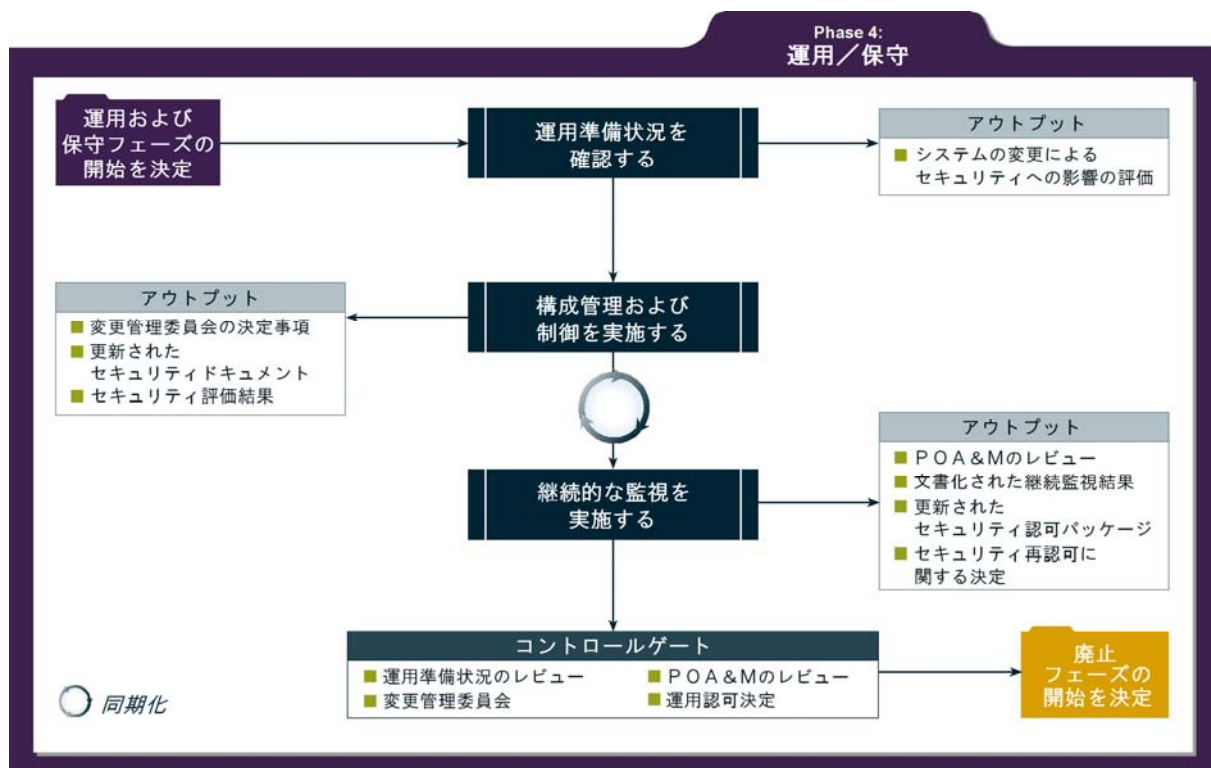 Phase 4:
運用／保守
運用および
保守フェーズの
開始を決定
運用準備状況を
確認する
アウトプット
■ システムの変更による
セキュリティへの影響の評価
構成管理および
制御を実施する
アウトプット
■ 変更管理委員会の決定事項
■ 更新された
セキュリティドキュメント
■ セキュリティ評価結果
継続的な監視を
実施する
アウトプット
■ ＰＯＡ＆Ｍのレビュー
■ 文書化された継続監視結果
■ 更新された
セキュリティ認可パッケージ
■ セキュリティ再認可に
関する決定
コントロールゲート
■ 運用準備状況のレビュー
■ 変更管理委員会
■ ＰＯＡ＆Ｍのレビュー
■ 運用認可決定
廃止
フェーズの
開始を決定
同期化